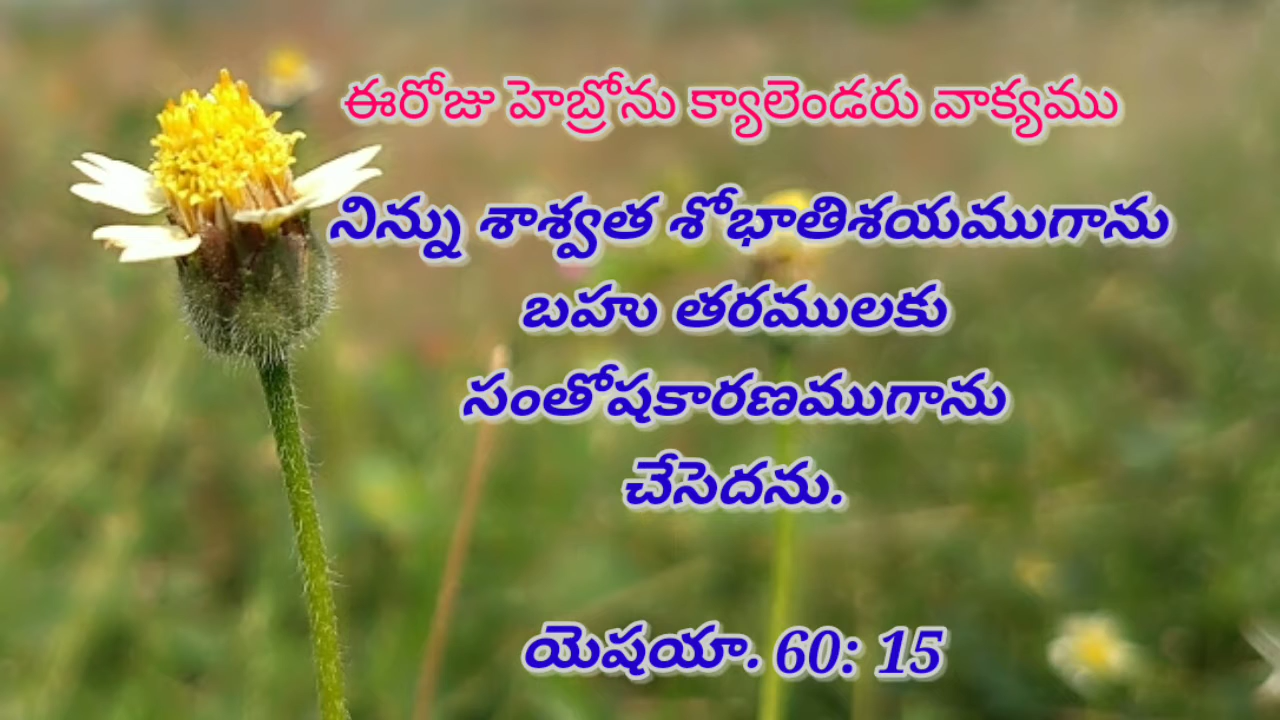 ఈరోజు హెబ్రోను క్యాలెండరు వాక్యము
నిన్ను శాశ్వత శోభాతిశయముగాను
బహు తరములకు
సంతోషకారణముగాను
చేసెదను.
యెషయా. 60: 15